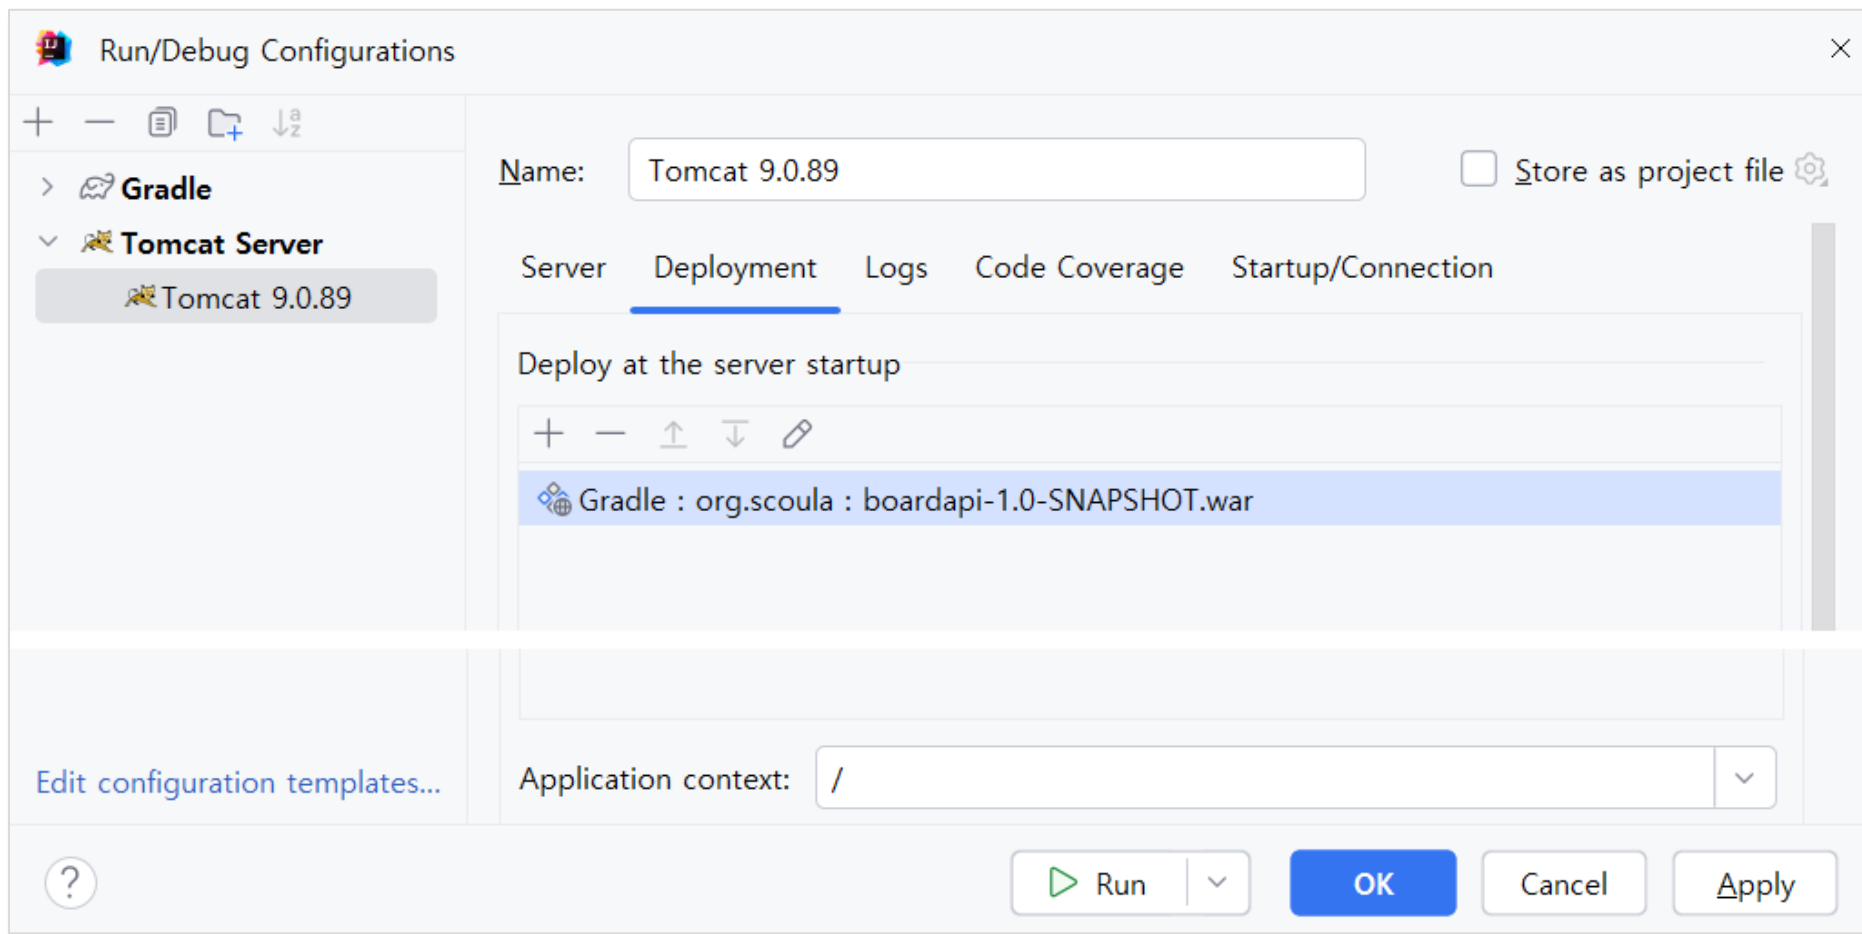 Run/Debug Configurations
Gradle
Tomcat Server
Tomcat 9.0.89
Edit configuration templates...
Name: Tomcat 9.0.89 Store as project file
Server Deployment Logs Code Coverage Startup/Connection
Deploy at the server startup
Gradle : org.scoula : boardapi-1.0-SNAPSHOT.war
Application context: /
? Run OK Cancel Apply